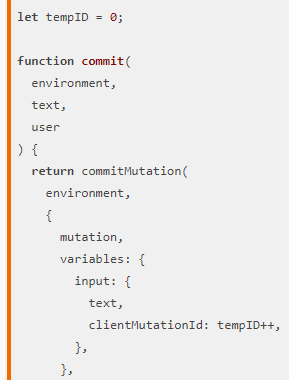 let tempID = 0;
function commit(
environment,
text,
user
) {
return commitMutation(
environment,
{
mutation,
variables: {
input: {
text,
clientMutationId: tempID++,
},
},